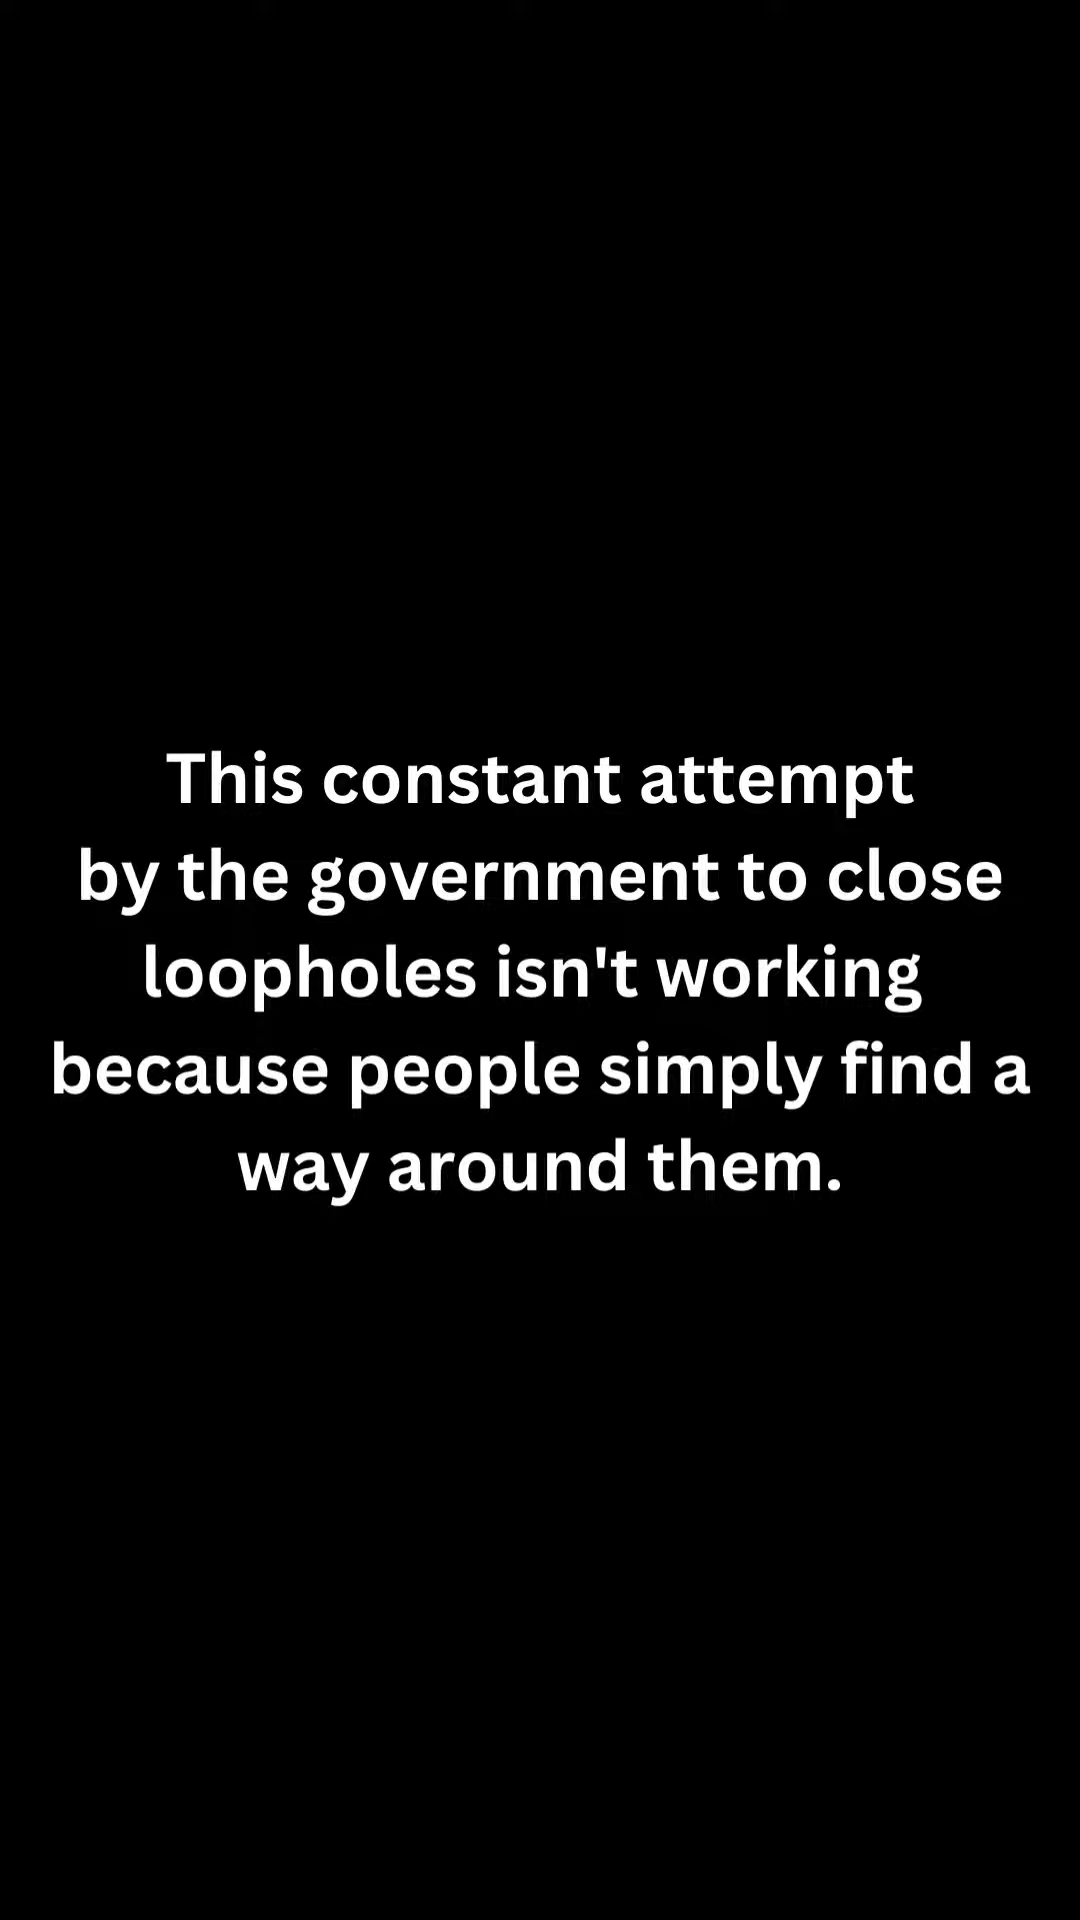 This constant attempt
by the government to close
loopholes isn't working
because people simply find a
way around them.